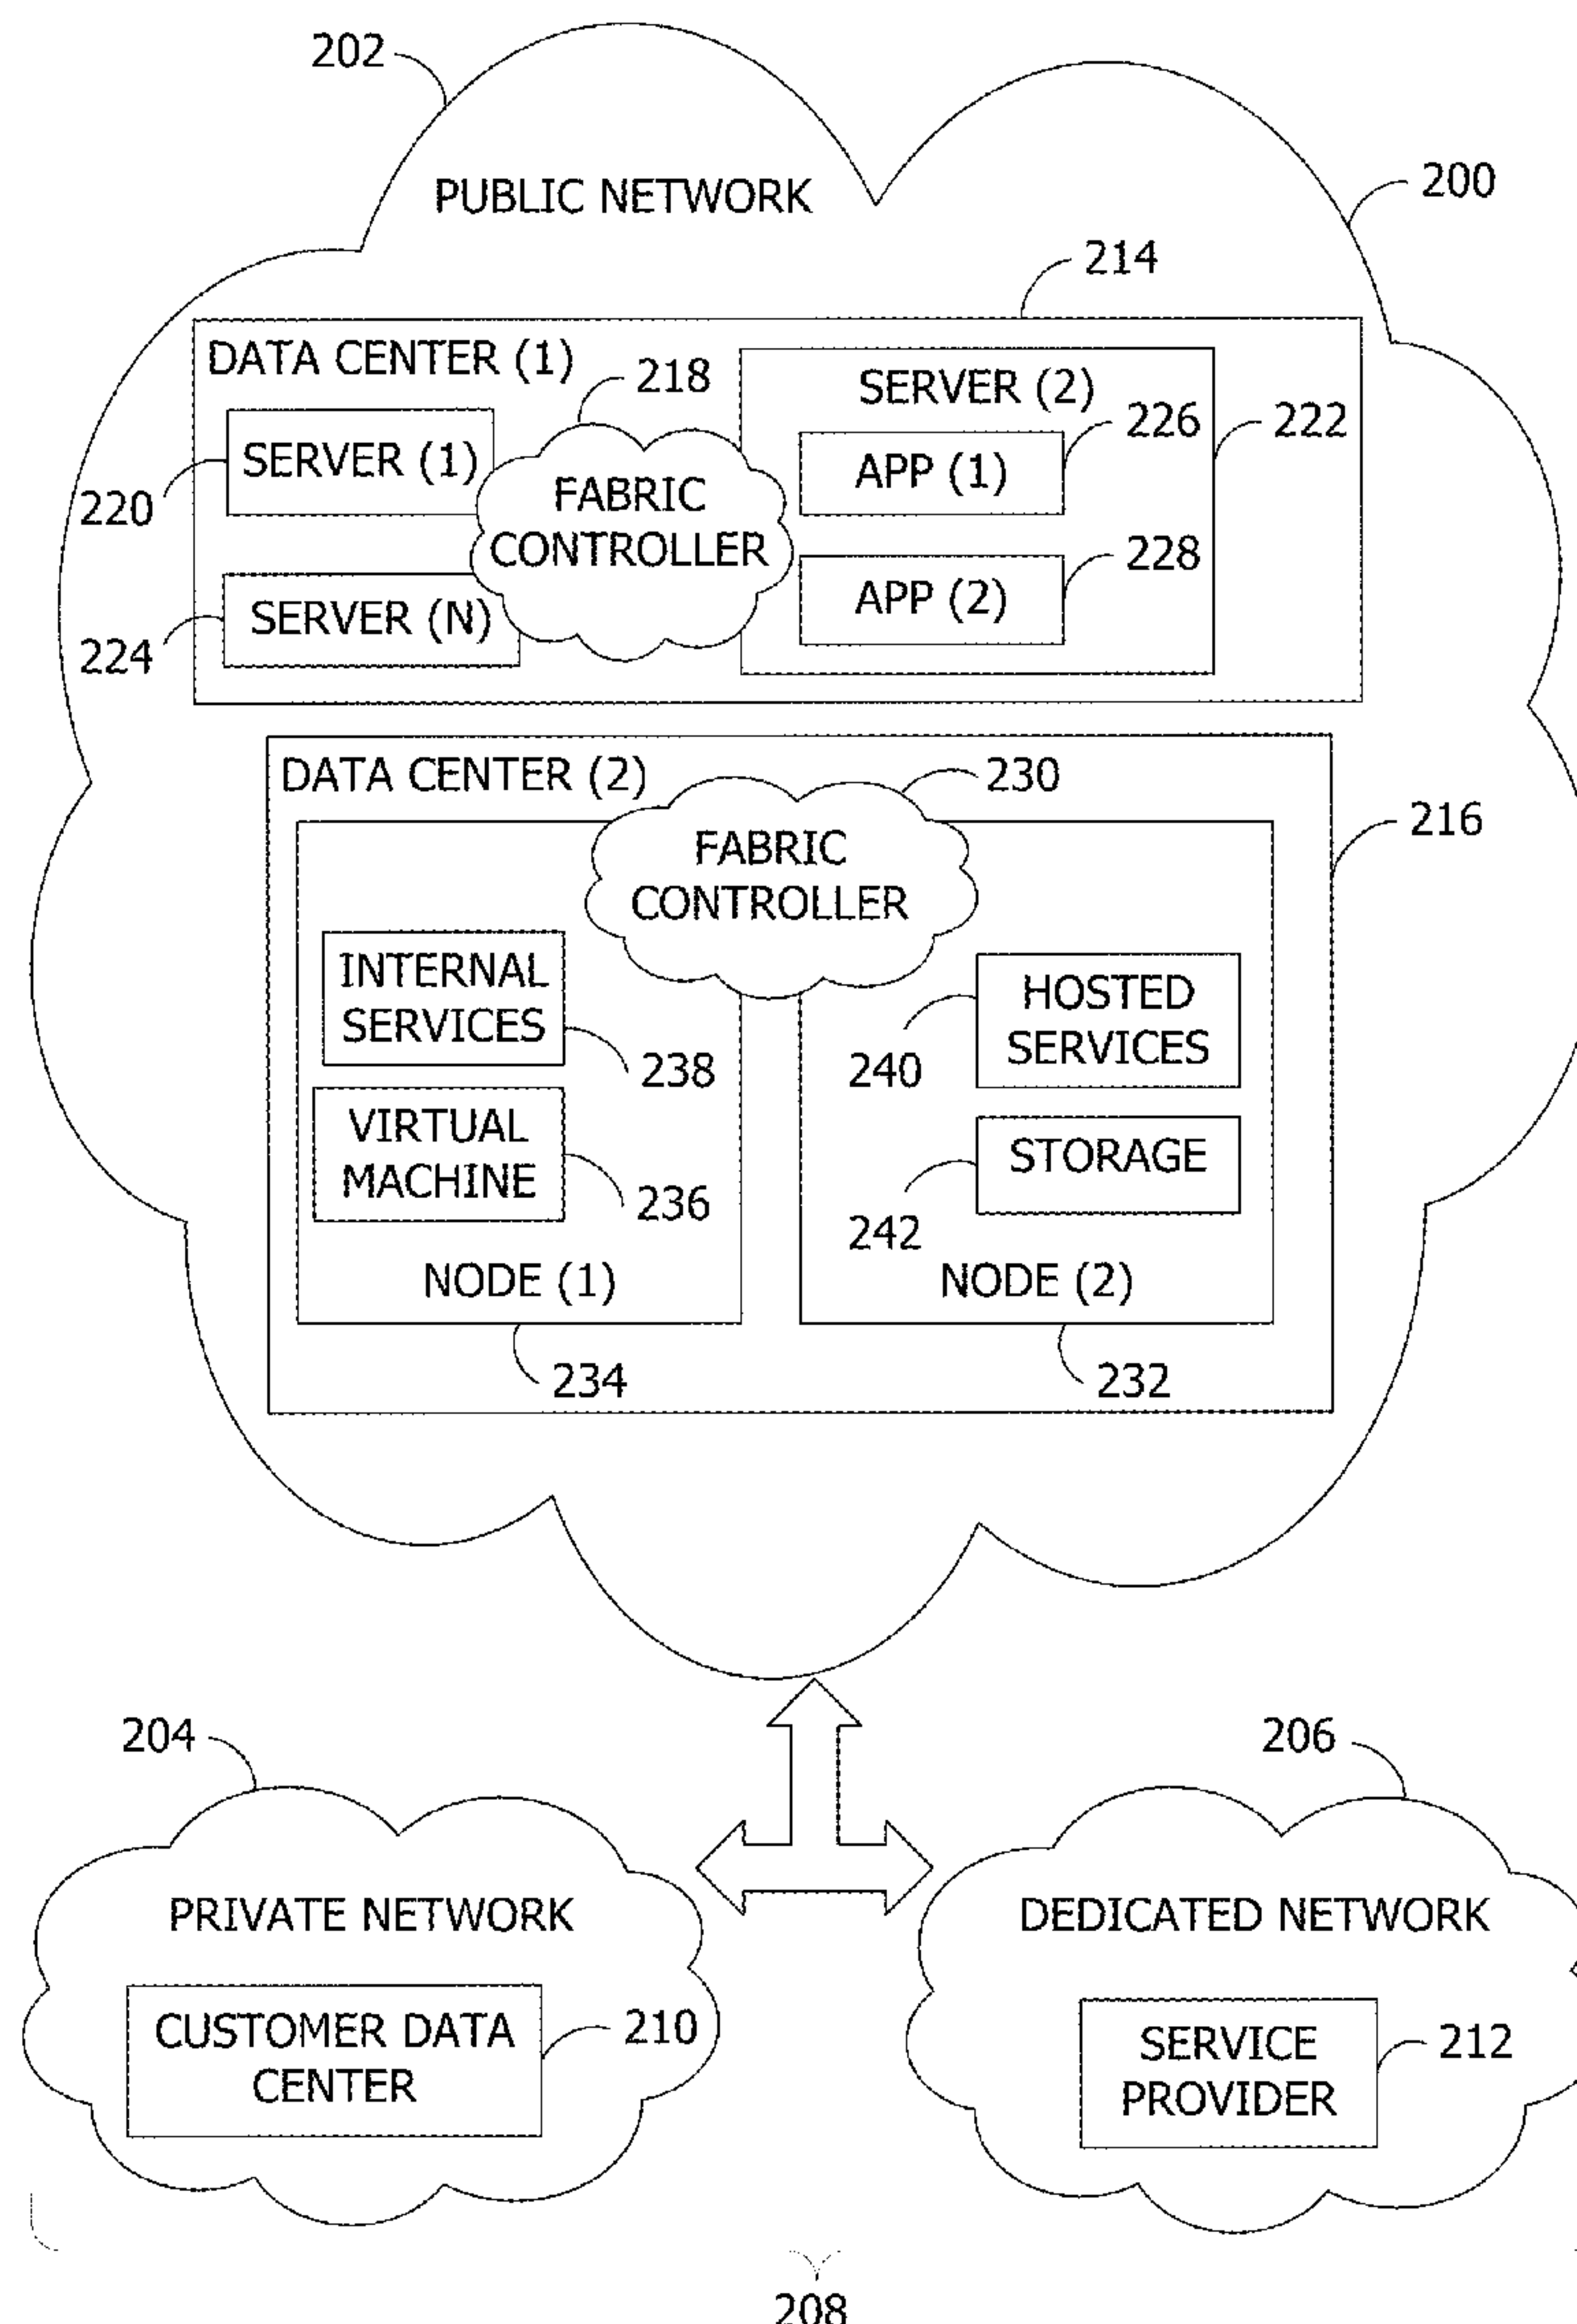 202
PUBLIC NETWORK
200
214
DATA CENTER (1)
218
SERVER (2)
226
222
SERVER (1)
APP (1)
220
FABRIC
CONTROLLER
228
APP (2)
SERVER (N)
224
DATA CENTER (2)
230
216
FABRIC
CONTROLLER
INTERNAL
SERVICES
238
HOSTED
SERVICES
240
VIRTUAL
MACHINE
236
STORAGE
242
NODE (1)
NODE (2)
234
232
204
206
PRIVATE NETWORK
DEDICATED NETWORK
CUSTOMER DATA
CENTER
210
SERVICE
PROVIDER
212
208